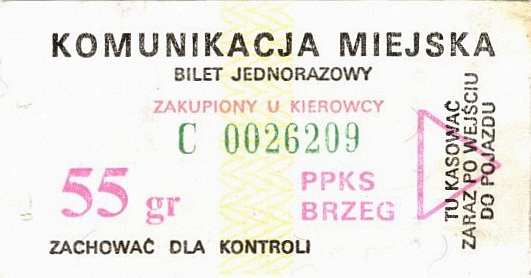 KOMUNIKACJA MIEJSKA
BILET JEDNORAZOWY
ZAKUPIONY U KIEROWCY
C 0026209
55 gr
PPKS
BRZEG
ZACHOWAĆ DLA KONTROLI
TU KASOWAĆ
ZARAZ PO WEJŚCIU
DO POJAZDU